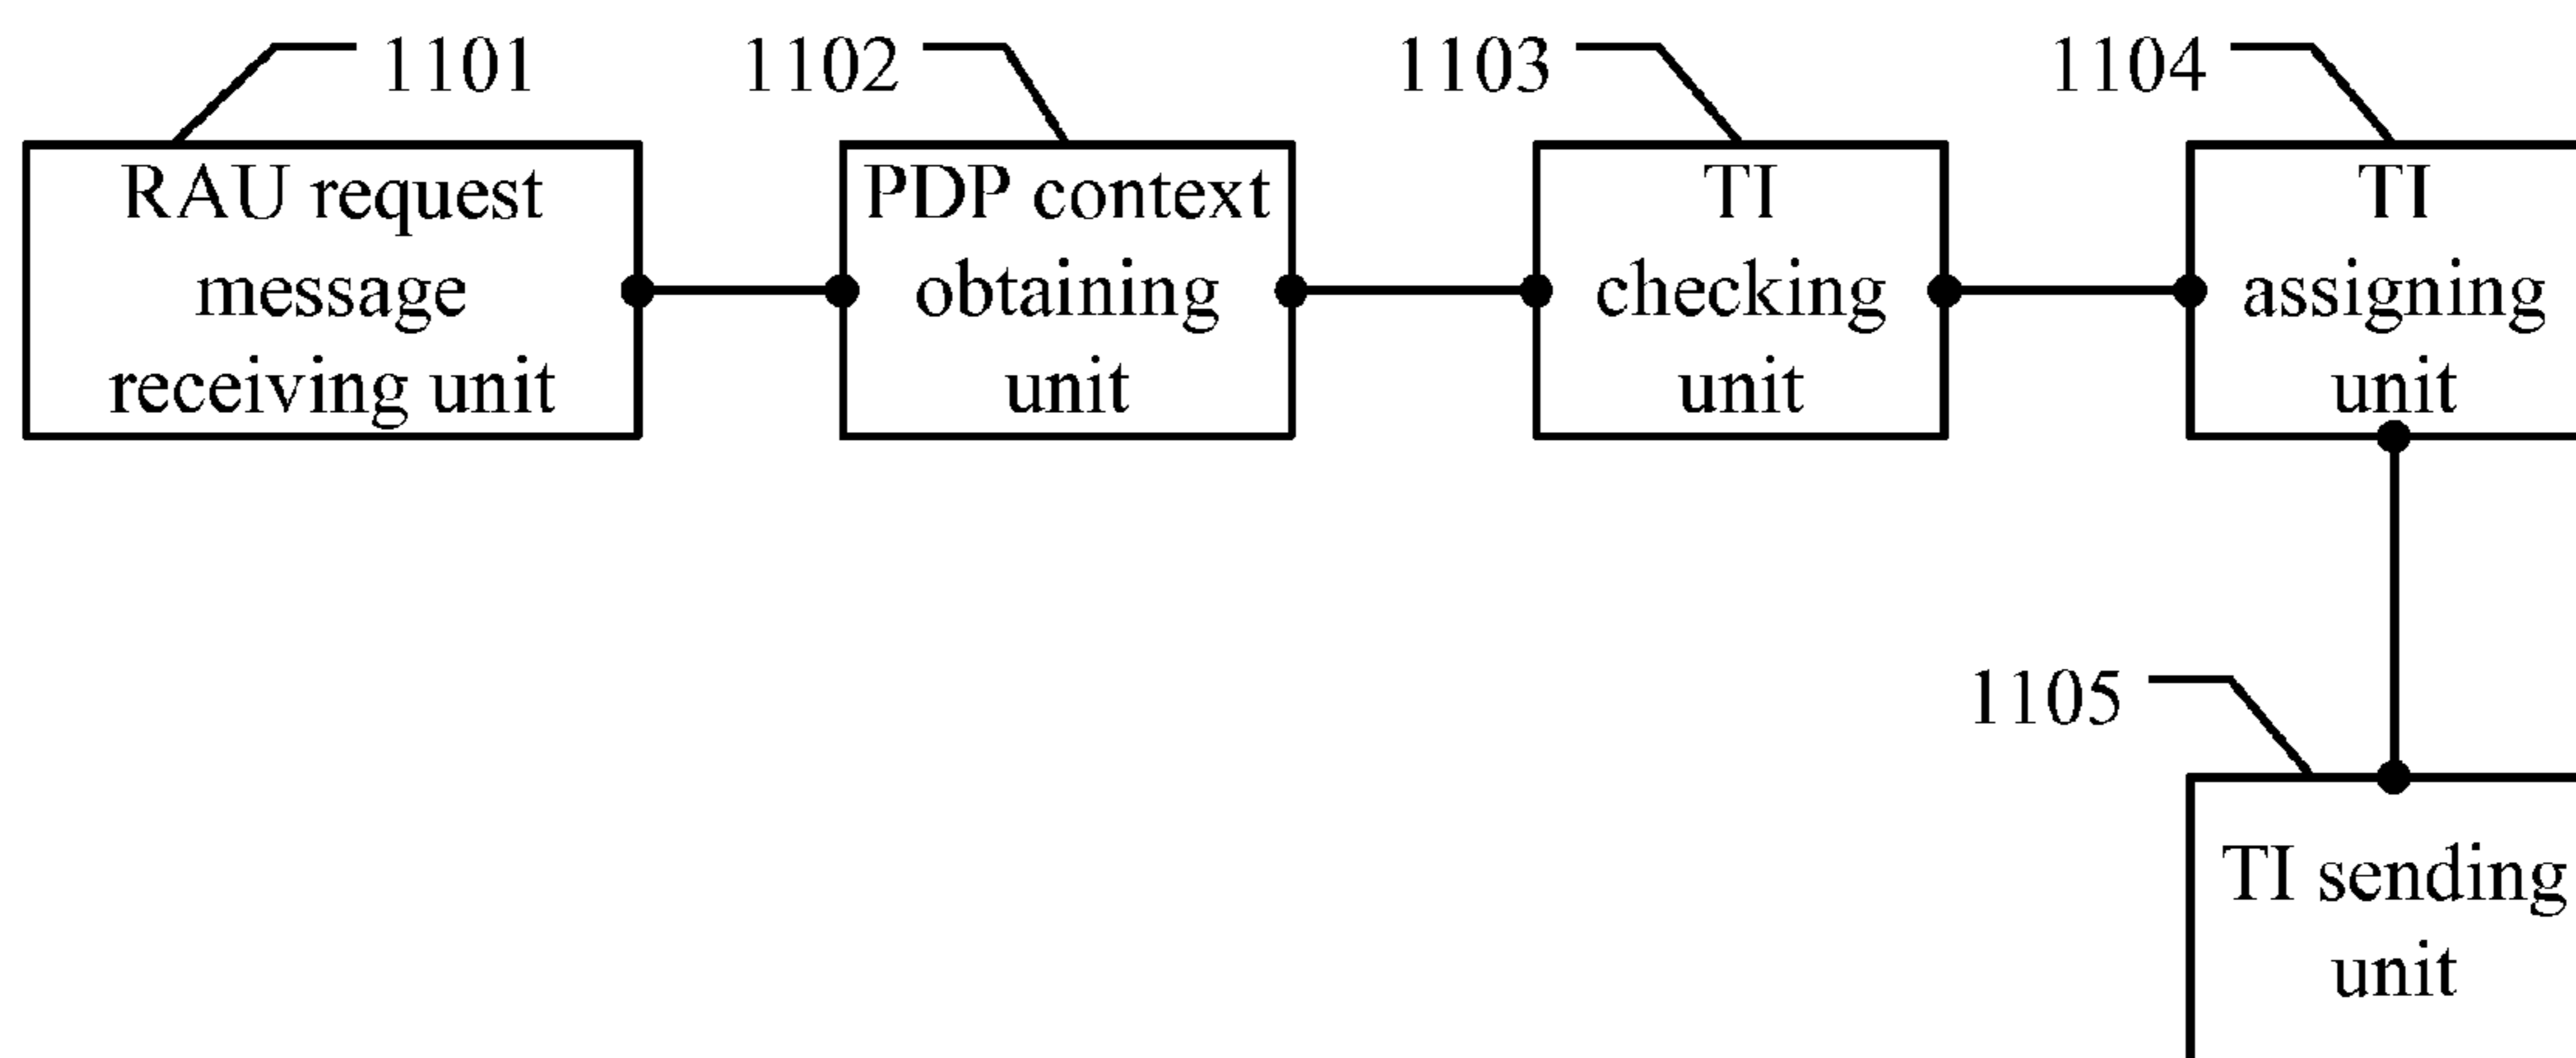 1101
1102
1103
1104
RAU request
message
receiving unit
PDP context
obtaining
unit
TI
checking
unit
TI
assigning
unit
1105
TI sending
unit